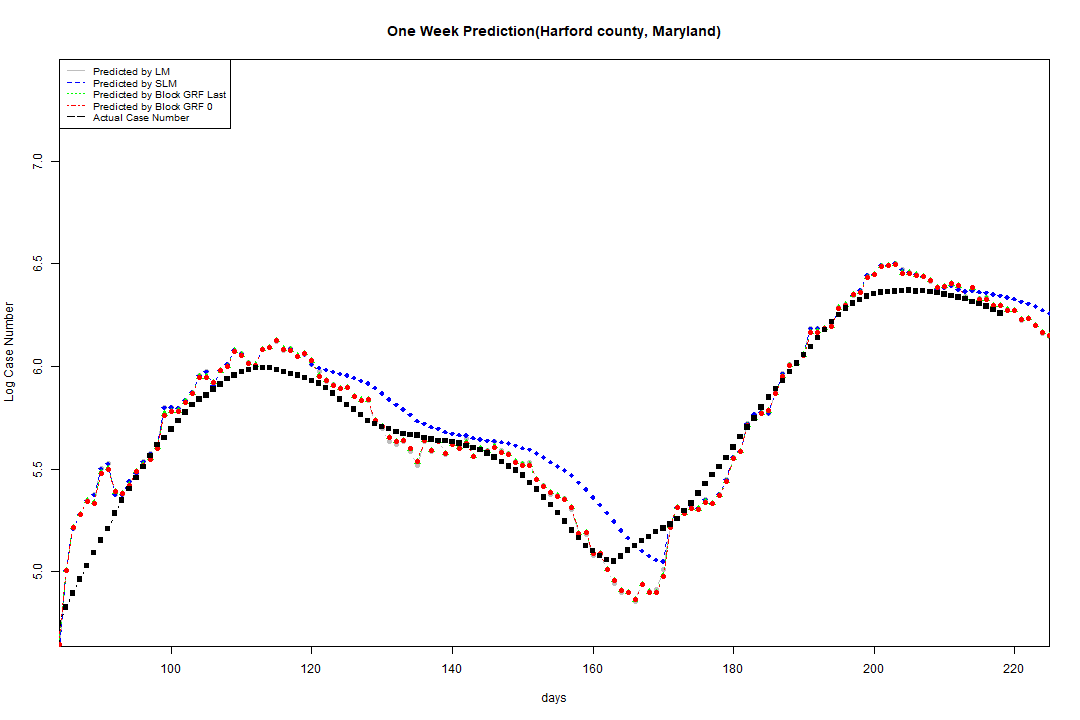 One Week Prediction(Harford county, Maryland)
Predicted by LM
Predicted by SLM
Predicted by Block GRF Last
Predicted by Block GRF 0
Actual Case Number
7.0
6.5
6.0
5.5
5.0
Log Case Number
100 120 140 160 180 200 220
days